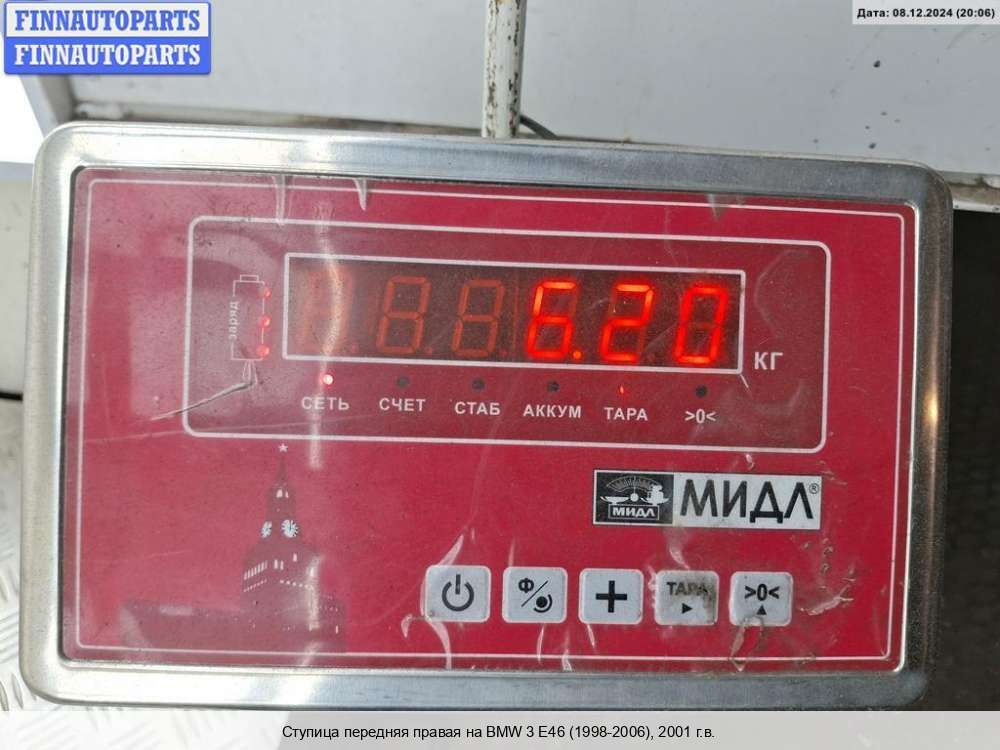 FINNAUTOPARTS
FINNAUTOPARTS
Дата: 08.12.2024 (20:06)
заряд
6.20
КГ
СЕТЬ СЧЕТ СТАБ АККУМ ТАРА >0<
МИДЛ МИДЛ®
Ф ТАРА >0<
Ступица передняя правая на BMW 3 E46 (1998-2006), 2001 г.в.